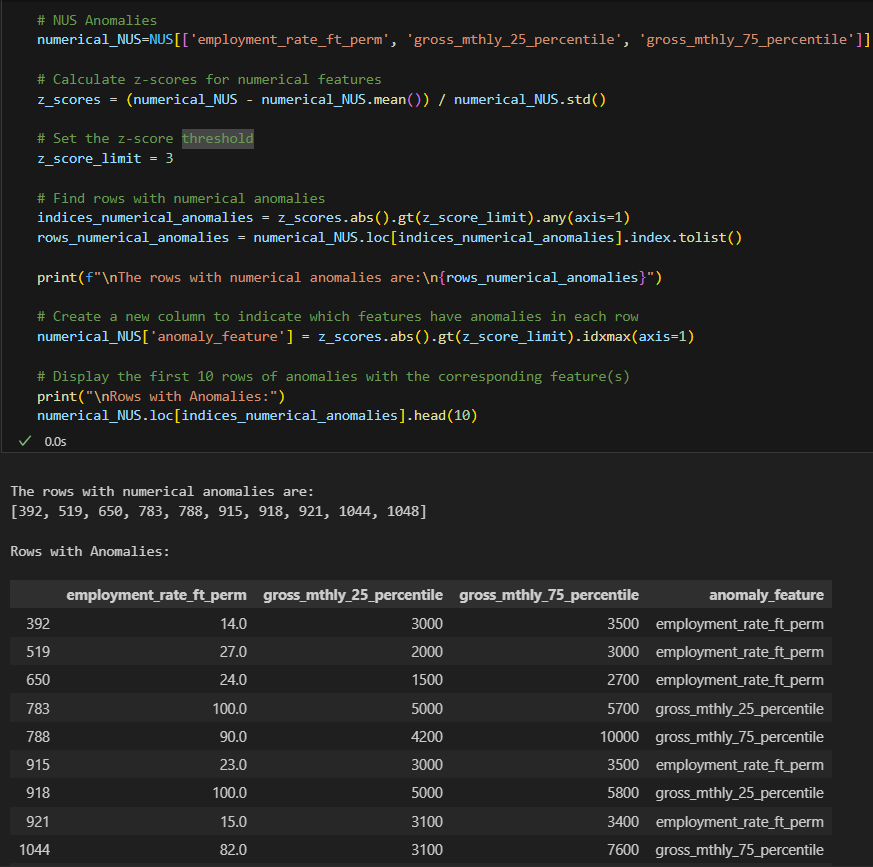 # NUS Anomalies
numerical_NUS=NUS[['employment_rate_ft_perm', 'gross_mthly_25_percentile', 'gross_mthly_75_percentile']]
# Calculate z-scores for numerical features
z_scores = (numerical_NUS - numerical_NUS.mean()) / numerical_NUS.std()
# Set the z-score threshold
z_score_limit = 3
# Find rows with numerical anomalies
indices_numerical_anomalies = z_scores.abs().gt(z_score_limit).any(axis=1)
rows_numerical_anomalies = numerical_NUS.loc[indices_numerical_anomalies].index.tolist()
print(f"\nThe rows with numerical anomalies are:\n{rows_numerical_anomalies}")
# Create a new column to indicate which features have anomalies in each row
numerical_NUS['anomaly_feature'] = z_scores.abs().gt(z_score_limit).idxmax(axis=1)
# Display the first 10 rows of anomalies with the corresponding feature(s)
print("\nRows with Anomalies:")
numerical_NUS.loc[indices_numerical_anomalies].head(10)
0.0s
The rows with numerical anomalies are:
[392, 519, 650, 783, 788, 915, 918, 921, 1044, 1048]
Rows with Anomalies:
employment_rate_ft_perm gross_mthly_25_percentile gross_mthly_75_percentile anomaly_feature
392 14.0 3000 3500 employment_rate_ft_perm
519 27.0 2000 3000 employment_rate_ft_perm
650 24.0 1500 2700 employment_rate_ft_perm
783 100.0 5000 5700 gross_mthly_25_percentile
788 90.0 4200 10000 gross_mthly_75_percentile
915 23.0 3000 3500 employment_rate_ft_perm
918 100.0 5000 5800 gross_mthly_25_percentile
921 15.0 3100 3400 employment_rate_ft_perm
1044 82.0 3100 7600 gross_mthly_75_percentile